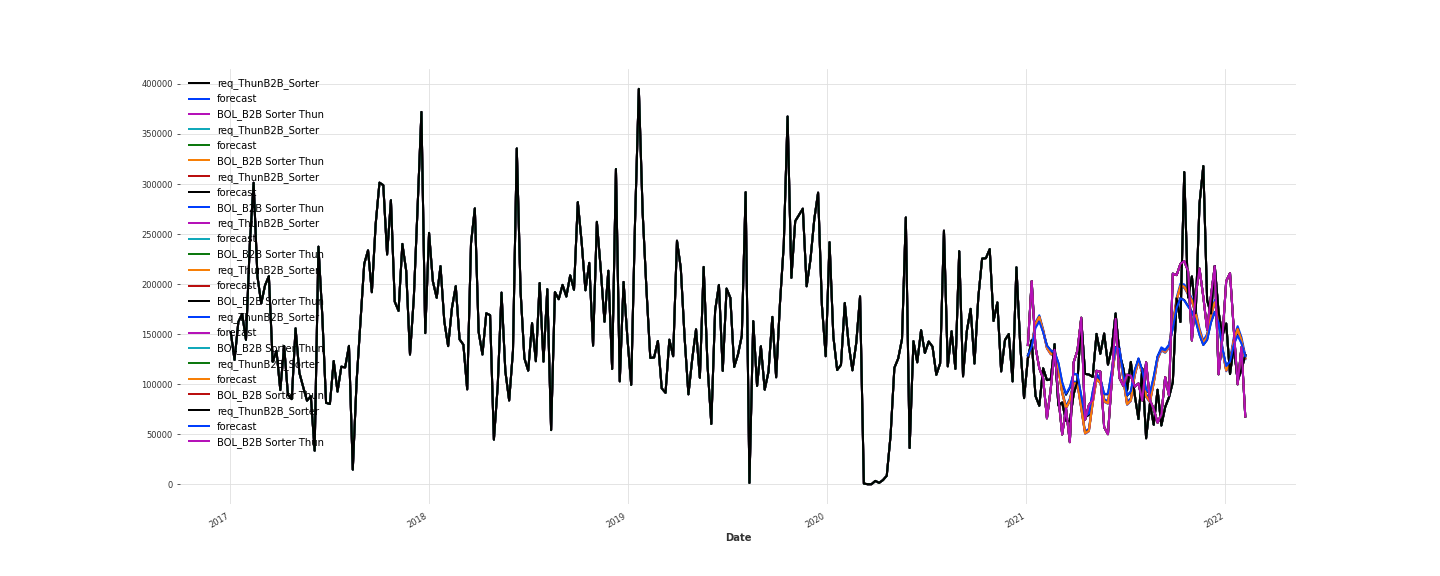 400000
350000
300000
250000
200000
150000
100000
50000
0
req_ThunB2B_Sorter
forecast
BOL_B2B Sorter Thun
req_ThunB2B_Sorter
forecast
BOL_B2B Sorter Thun
req_ThunB2B_Sorter
forecast
BOL_B2B Sorter Thun
req_ThunB2B_Sorter
forecast
BOL_B2B Sorter Thun
req_ThunB2B_Sorter
forecast
BOL_B2B Sorter Thun
req_ThunB2B_Sorter
forecast
BOL_B2B Sorter Thun
req_ThunB2B_Sorter
forecast
BOL_B2B Sorter Thun
req_ThunB2B_Sorter
forecast
BOL_B2B Sorter Thun
2017 2018 2019 2020 2021 2022
Date